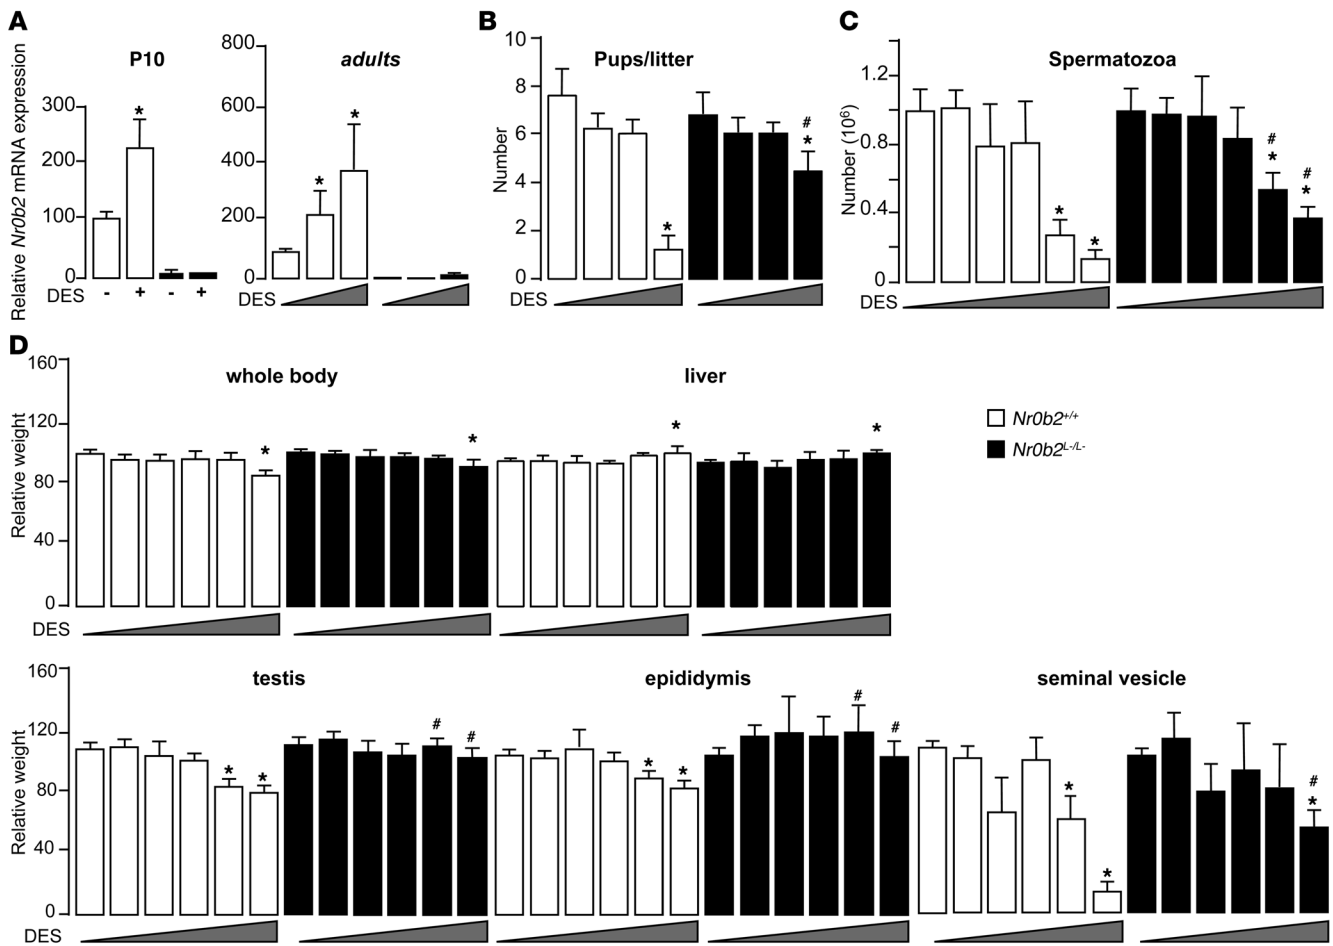 A
B
C
P10
adults
Pups/litter
Spermatozoa
Relative Nr0b2 mRNA expression
300
200
100
0
*
DES
-
+
-
+
800
600
400
200
0
*
*
DES
Number
10
8
6
4
2
0
*
#
*
DES
Number (10⁶)
1.2
0.8
0.4
0
*
*
#
*
#
*
DES
D
whole body
liver
Relative weight
160
120
80
40
0
*
*
*
*
DES
Nr0b2+/+
Nr0b2L-/L-
testis
epididymis
seminal vesicle
Relative weight
160
120
80
40
0
*
*
#
#
*
*
#
#
*
*
#
*
DES